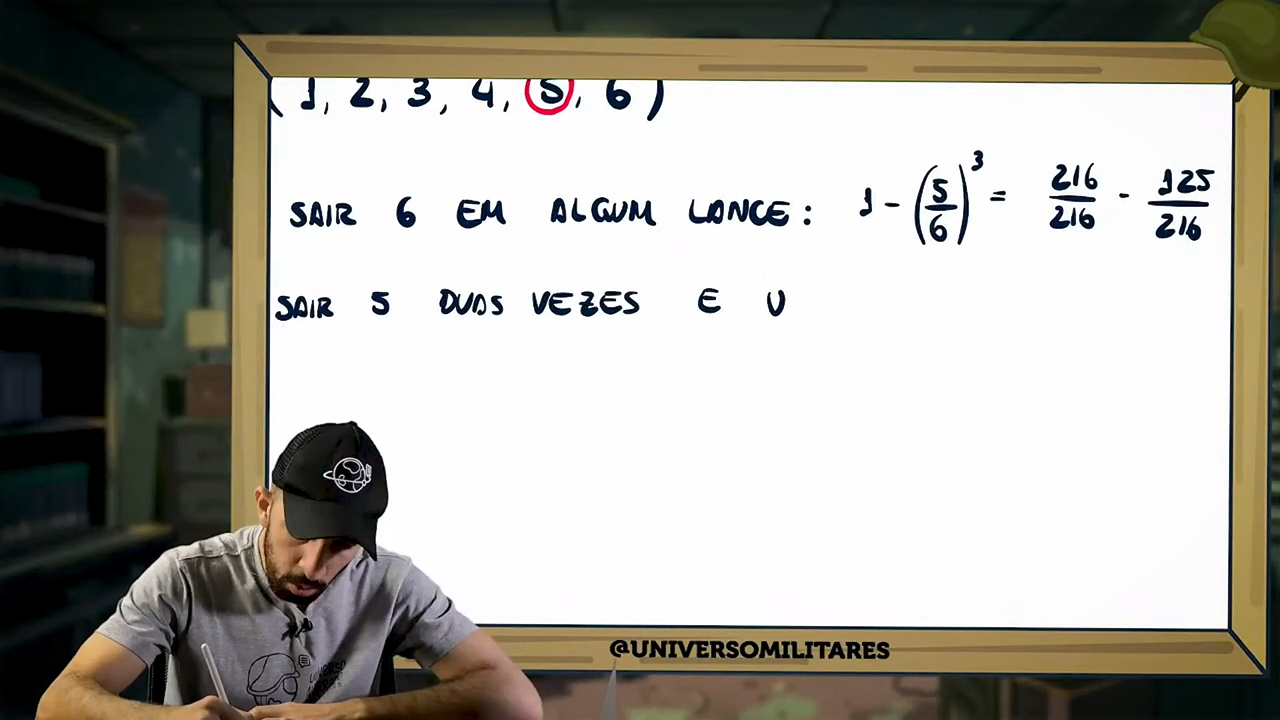 ( 1, 2, 3, 4, 5, 6 )
SAIR 6 EM ALGUM LANCE: 1 - (5/6)^3 = 216/216 - 125/216
SAIR 5 DUAS VEZES E U
@UNIVERSOMILITARES